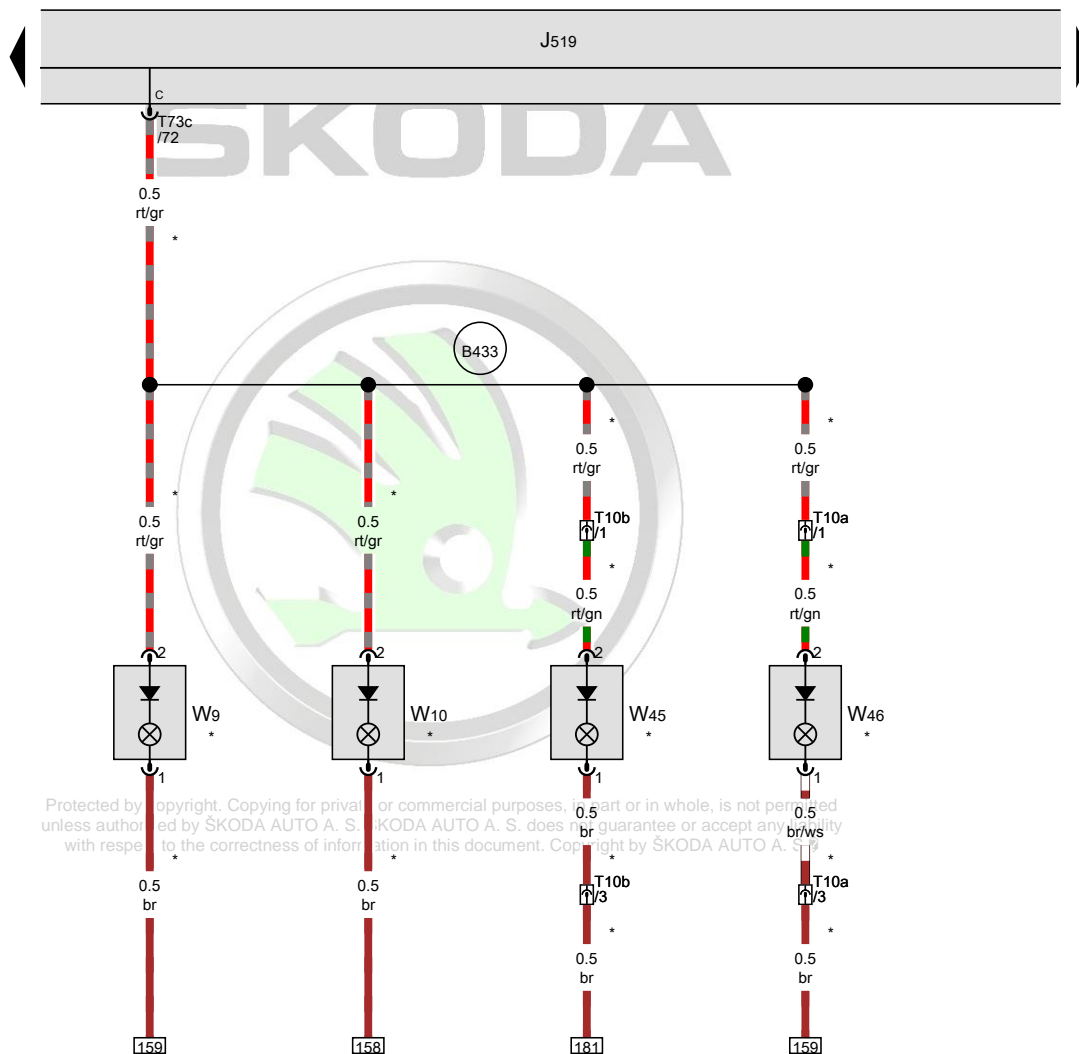 J519
C
T73c
/72
ŠKODA
0.5
rt/gr
*
B433
* * * *
0.5 0.5 0.5 0.5
rt/gr rt/gr rt/gr rt/gr
T10b T10a
/1 /1
* *
0.5 0.5
rt/gn rt/gn
2 2 2 2
W9 W10 W45 W46
* * * *
1 1 1 1
Protected by copyright. Copying for private or commercial purposes, in part or in whole, is not permitted
unless authorised by ŠKODA AUTO A. S. ŠKODA AUTO A. S. does not guarantee or accept any liability
with respect to the correctness of information in this document. Copyright by ŠKODA AUTO A. S.
0.5 0.5
br br/ws
* * * *
0.5 0.5 T10b T10a
br br /3 /3
* *
0.5 0.5
br br
159 158 181 159